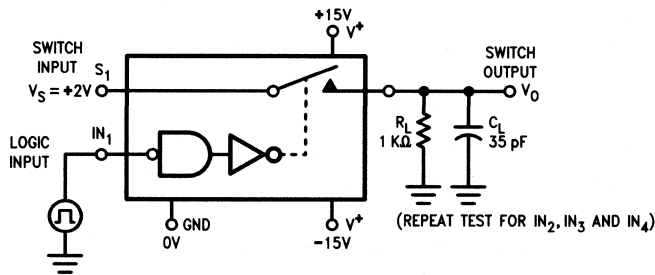 +15V
V+
SWITCH
INPUT
S1
VS = +2V
SWITCH
OUTPUT
VO
LOGIC
INPUT
IN1
RL
1 KΩ
CL
35 pF
GND
0V
V+
-15V
(REPEAT TEST FOR IN2, IN3 AND IN4)